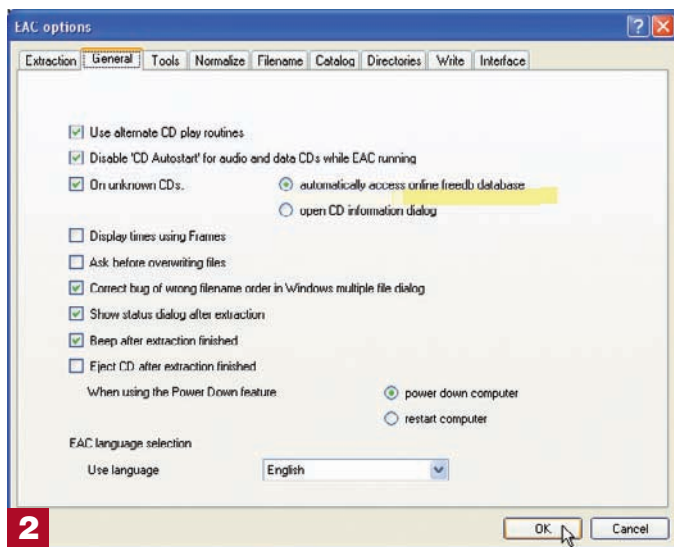 EAC options
Extraction General Tools Normalize Filename Catalog Directories Write Interface
Use alternate CD play routines
Disable 'CD Autostart' for audio and data CDs while EAC running
On unknown CDs. automatically access online freedb database
open CD information dialog
Display times using Frames
Ask before overwriting files
Correct bug of wrong filename order in Windows multiple file dialog
Show status dialog after extraction
Beep after extraction finished
Eject CD after extraction finished
When using the Power Down feature power down computer
restart computer
EAC language selection
Use language English
2
OK Cancel